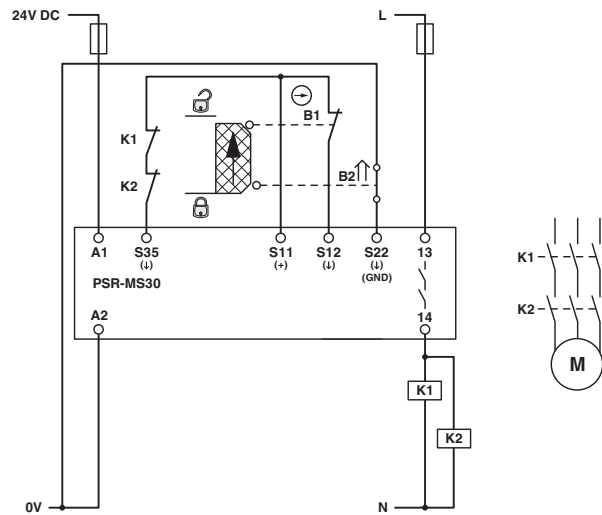 24V DC
L
B1
K1
K2
B2
A1
S35
(↓)
S11
(+)
S12
(↓)
S22
(↓)
(GND)
13
PSR-MS30
A2
14
K1
K2
K1
K2
M
0V
N